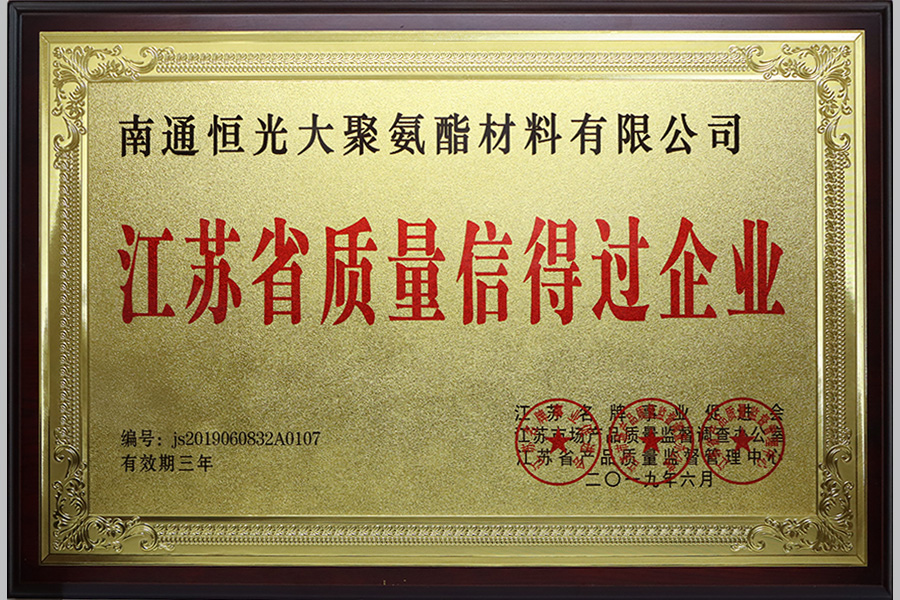 南通恒光大聚氨酯材料有限公司
江苏省质量信得过企业
编号：js2019060832A0107
有效期三年
江苏名牌事业促进会
江苏市场产品质量监督调查办公室
江苏省产品质量监督管理中心
二〇一九年六月